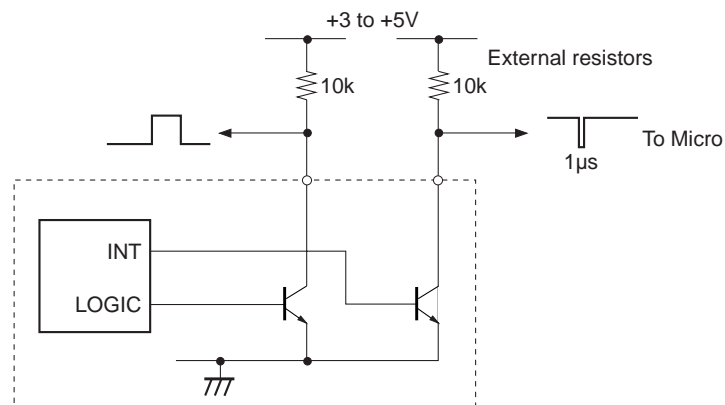 +3 to +5V
External resistors
10k
10k
To Micro
1µs
INT
LOGIC